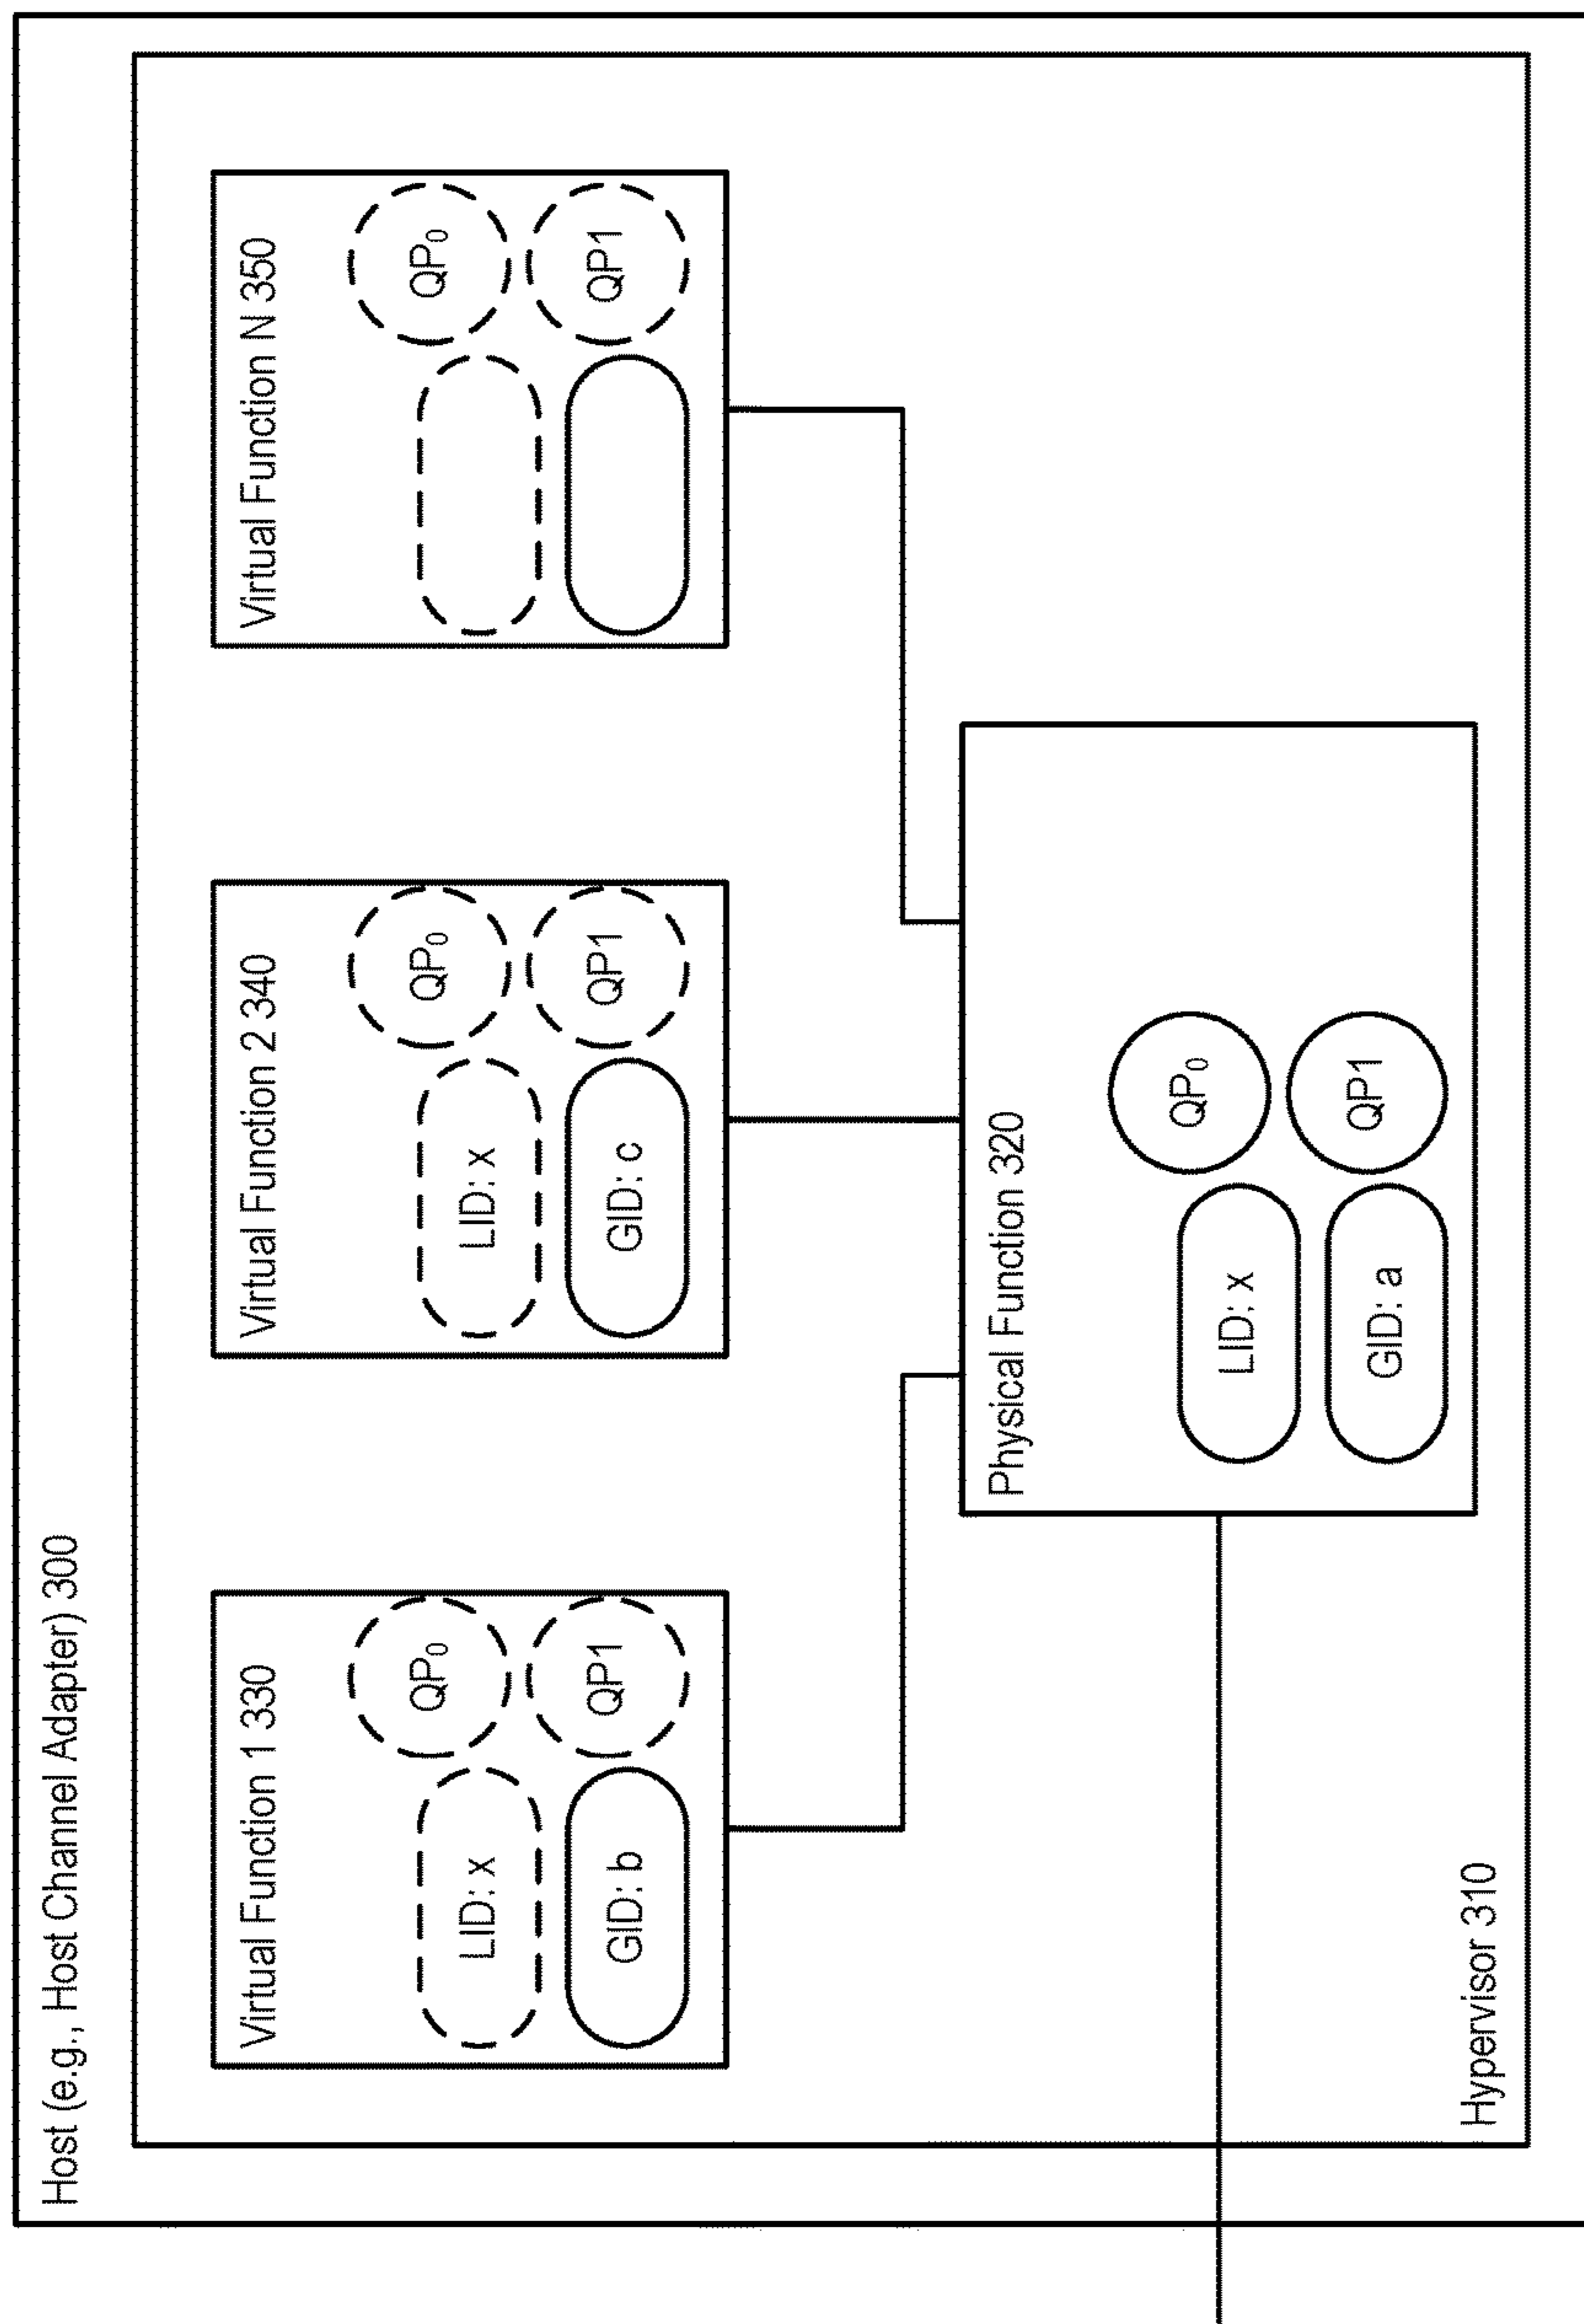 Host (e.g., Host Channel Adapter) 300
Virtual Function 1 330
LID: x
QP0
GID: b
QP1
Virtual Function 2 340
LID: x
QP0
GID: c
QP1
Virtual Function N 350
QP0
QP1
Physical Function 320
LID: x
QP0
GID: a
QP1
Hypervisor 310